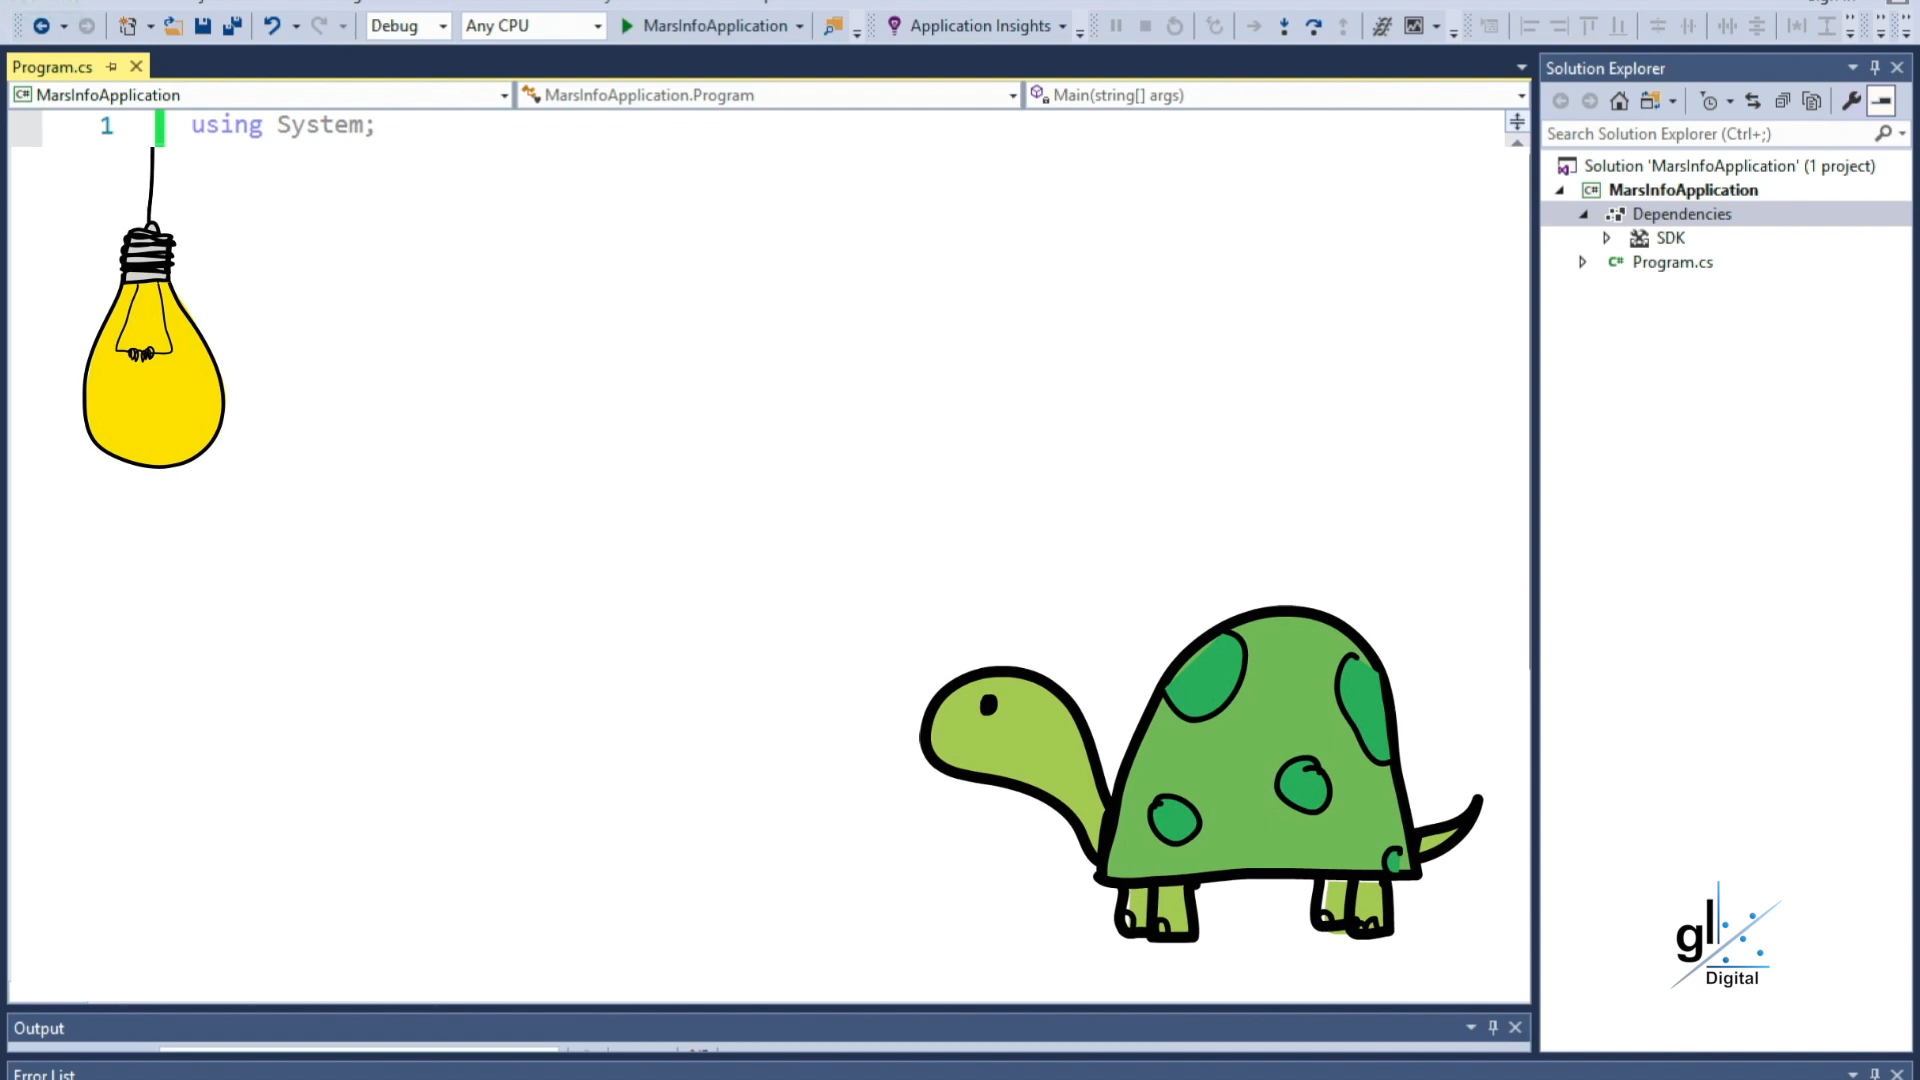 Debug
Any CPU
MarsInfoApplication
Application Insights
Program.cs
Solution Explorer
MarsInfoApplication
MarsInfoApplication.Program
Main(string[] args)
1 using System;
Search Solution Explorer (Ctrl+;)
Solution 'MarsInfoApplication' (1 project)
C# MarsInfoApplication
Dependencies
SDK
C# Program.cs
gl
Digital
Output
Error List